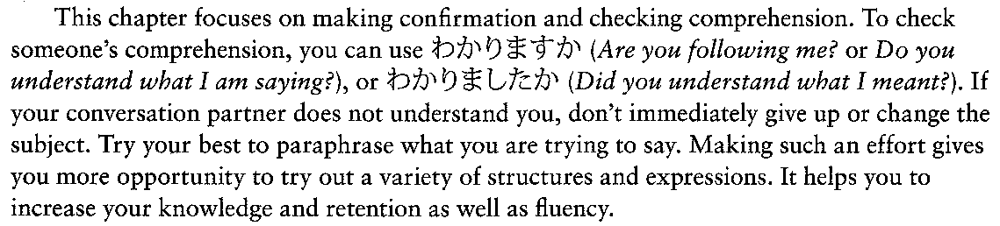 This chapter focuses on making confirmation and checking comprehension. To check
someone's comprehension, you can use わかりますか (Are you following me? or Do you
understand what I am saying?), or わかりましたか (Did you understand what I meant?). If
your conversation partner does not understand you, don't immediately give up or change the
subject. Try your best to paraphrase what you are trying to say. Making such an effort gives
you more opportunity to try out a variety of structures and expressions. It helps you to
increase your knowledge and retention as well as fluency.